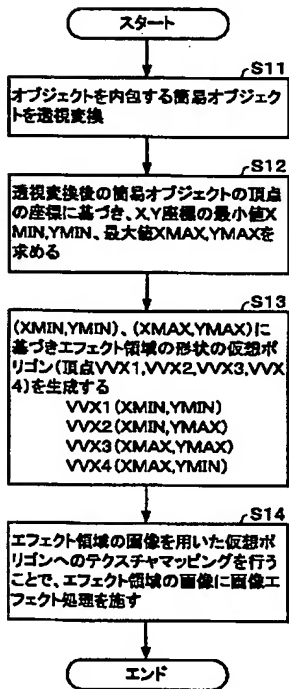 スタート
S11
オブジェクトを内包する簡易オブジェク
トを透視変換
S12
透視変換後の簡易オブジェクトの頂点
の座標に基づき、X,Y座標の最小値X
MIN,YMIN、最大値XMAX,YMAXを
求める
S13
(XMIN,YMIN)、(XMAX,YMAX)に
基づきエフェクト領域の形状の仮想ポ
リゴン(頂点VVX1,VVX2,VVX3,VVX
4)を生成する
VVX1(XMIN,YMIN)
VVX2(XMIN,YMAX)
VVX3(XMAX,YMAX)
VVX4(XMAX,YMIN)
S14
エフェクト領域の画像を用いた仮想ポ
リゴンへのテクスチャマッピングを行う
ことで、エフェクト領域の画像に画像エ
フェクト処理を施す
エンド